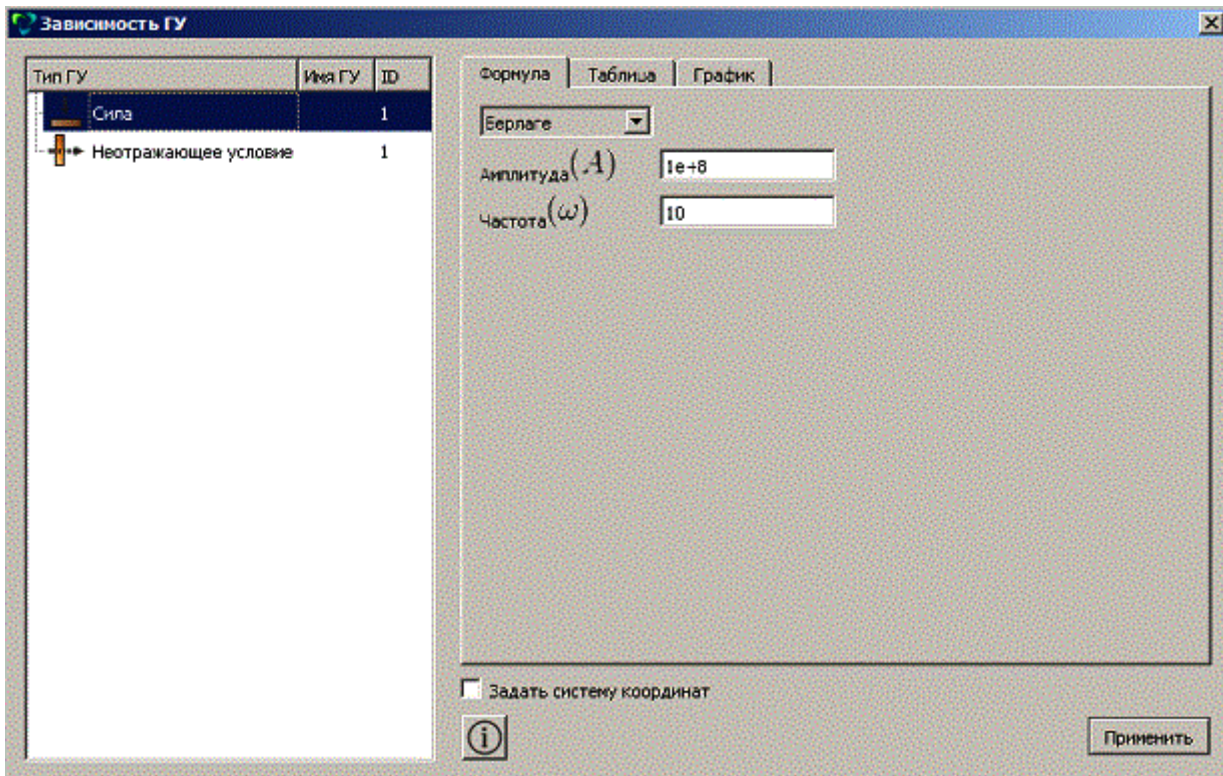 Зависимость ГУ
Тип ГУ Имя ГУ ID
Сила 1
Неотражающее условие 1
Формула Таблица График
Берлаге
Амплитуда(A) 1e+8
Частота(ω) 10
Задать систему координат
i
Применить